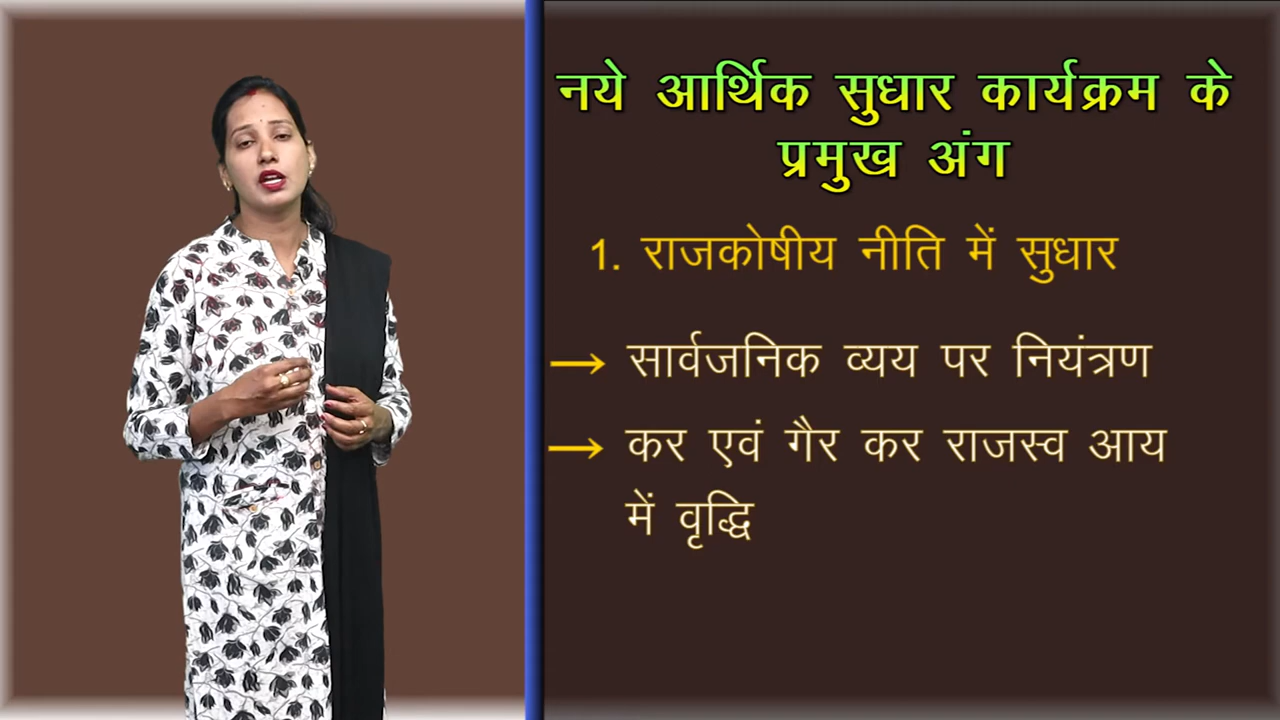 नये आर्थिक सुधार कार्यक्रम के
प्रमुख अंग
1. राजकोषीय नीति में सुधार
→ सार्वजनिक व्यय पर नियंत्रण
→ कर एवं गैर कर राजस्व आय
में वृद्धि